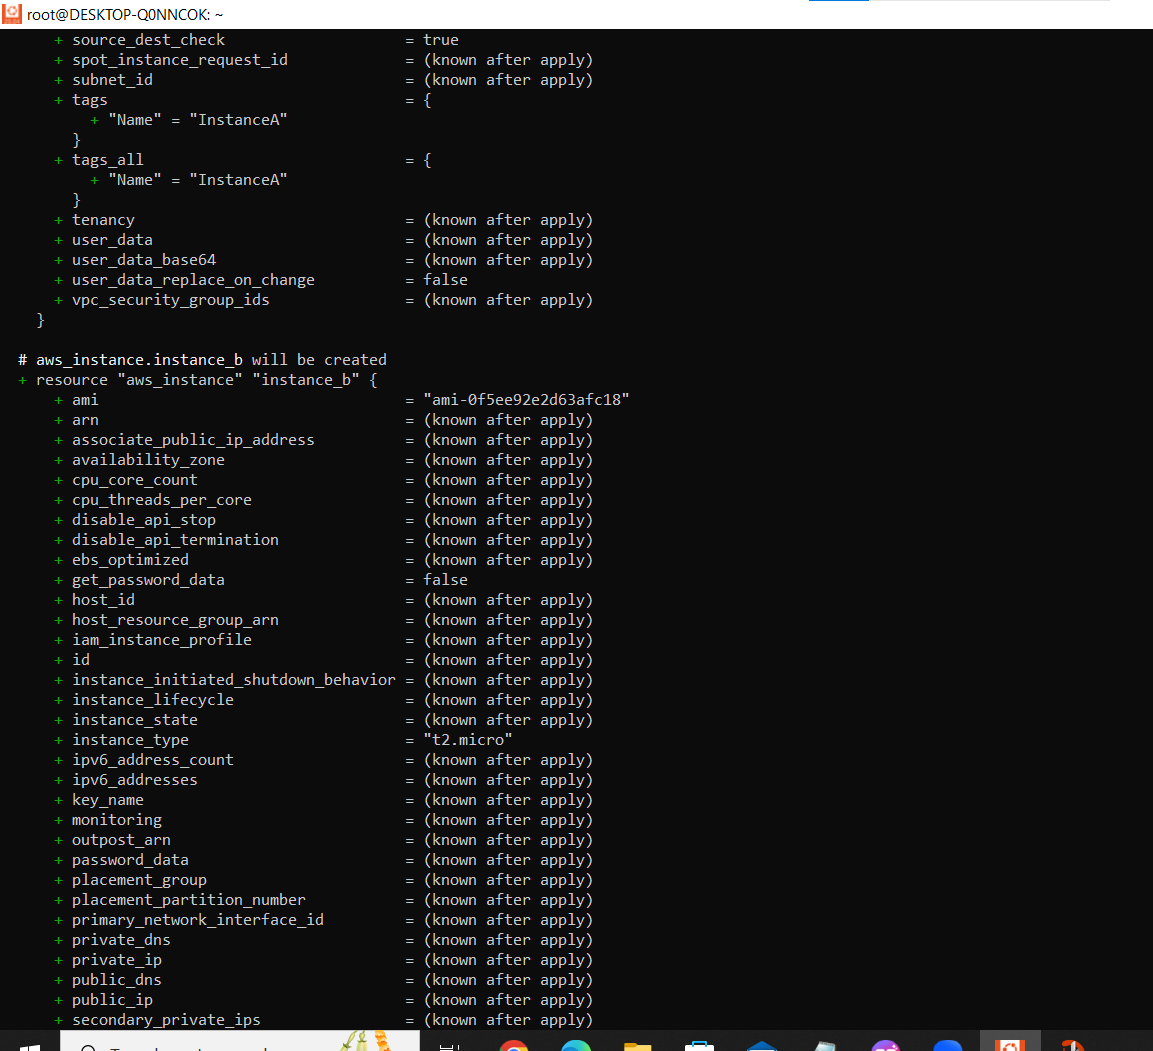 root@DESKTOP-Q0NNCOK: ~
+ source_dest_check = true
+ spot_instance_request_id = (known after apply)
+ subnet_id = (known after apply)
+ tags = {
+ "Name" = "InstanceA"
}
+ tags_all = {
+ "Name" = "InstanceA"
}
+ tenancy = (known after apply)
+ user_data = (known after apply)
+ user_data_base64 = (known after apply)
+ user_data_replace_on_change = false
+ vpc_security_group_ids = (known after apply)
}
# aws_instance.instance_b will be created
+ resource "aws_instance" "instance_b" {
+ ami = "ami-0f5ee92e2d63afc18"
+ arn = (known after apply)
+ associate_public_ip_address = (known after apply)
+ availability_zone = (known after apply)
+ cpu_core_count = (known after apply)
+ cpu_threads_per_core = (known after apply)
+ disable_api_stop = (known after apply)
+ disable_api_termination = (known after apply)
+ ebs_optimized = (known after apply)
+ get_password_data = false
+ host_id = (known after apply)
+ host_resource_group_arn = (known after apply)
+ iam_instance_profile = (known after apply)
+ id = (known after apply)
+ instance_initiated_shutdown_behavior = (known after apply)
+ instance_lifecycle = (known after apply)
+ instance_state = (known after apply)
+ instance_type = "t2.micro"
+ ipv6_address_count = (known after apply)
+ ipv6_addresses = (known after apply)
+ key_name = (known after apply)
+ monitoring = (known after apply)
+ outpost_arn = (known after apply)
+ password_data = (known after apply)
+ placement_group = (known after apply)
+ placement_partition_number = (known after apply)
+ primary_network_interface_id = (known after apply)
+ private_dns = (known after apply)
+ private_ip = (known after apply)
+ public_dns = (known after apply)
+ public_ip = (known after apply)
+ secondary_private_ips = (known after apply)